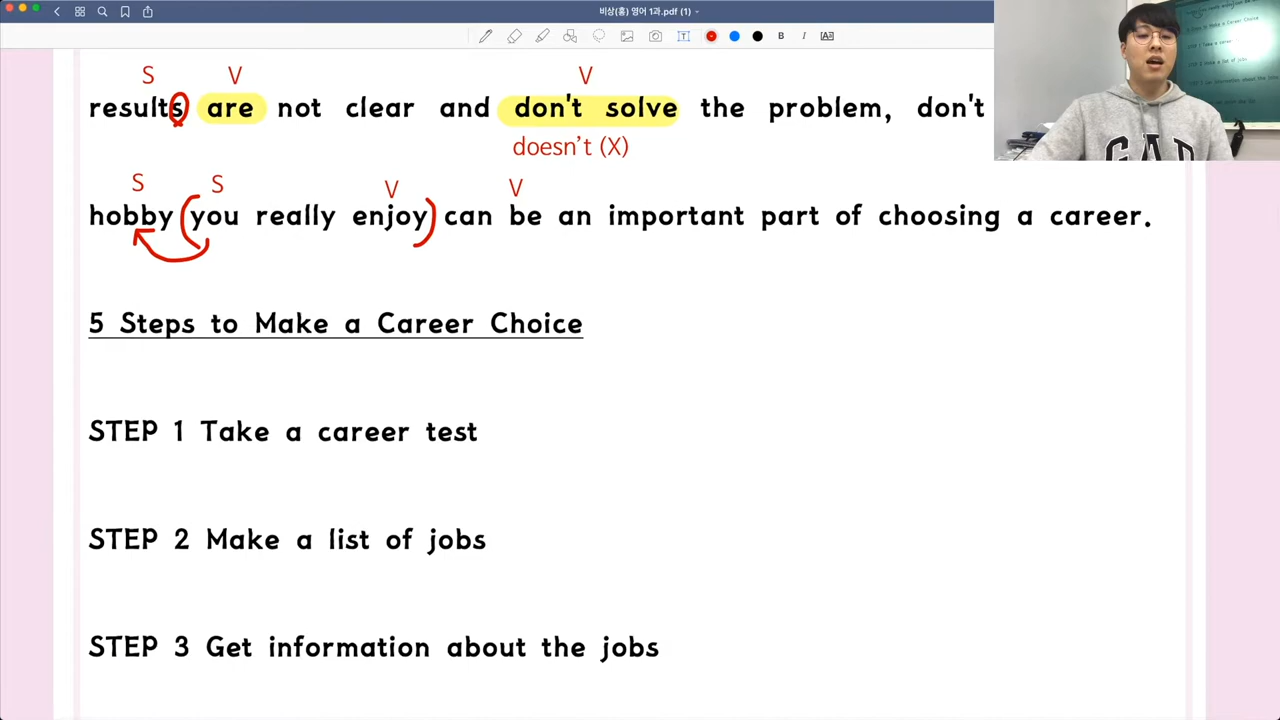 비상(홍) 영어 1과.pdf (1)
B I A
S V V
results are not clear and don't solve the problem, don't
doesn't (X)
S S V V
hobby (you really enjoy) can be an important part of choosing a career.
5 Steps to Make a Career Choice
STEP 1 Take a career test
STEP 2 Make a list of jobs
STEP 3 Get information about the jobs
GAP